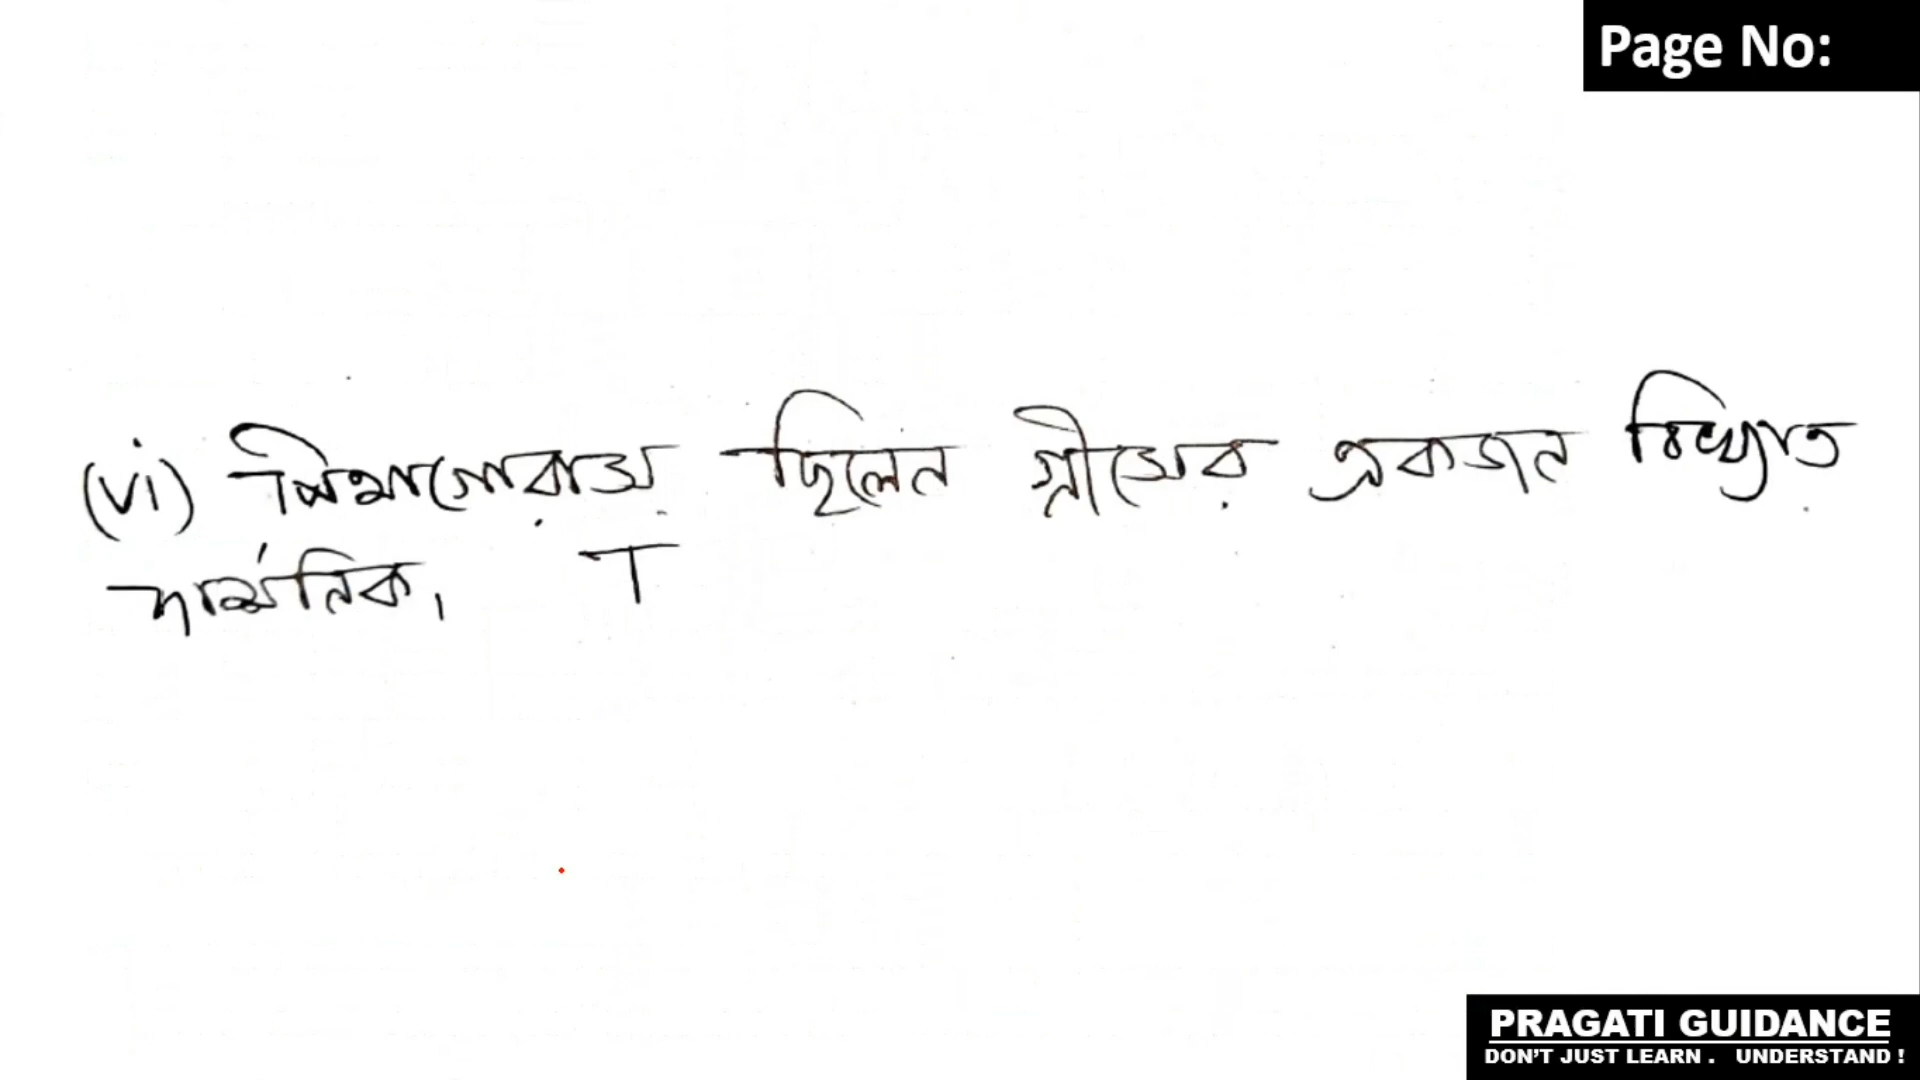 Page No:
(vi) পিথাগোরাস ছিলেন গ্রীসের একজন বিখ্যাত
দার্শনিক। T
PRAGATI GUIDANCE
DON'T JUST LEARN . UNDERSTAND !